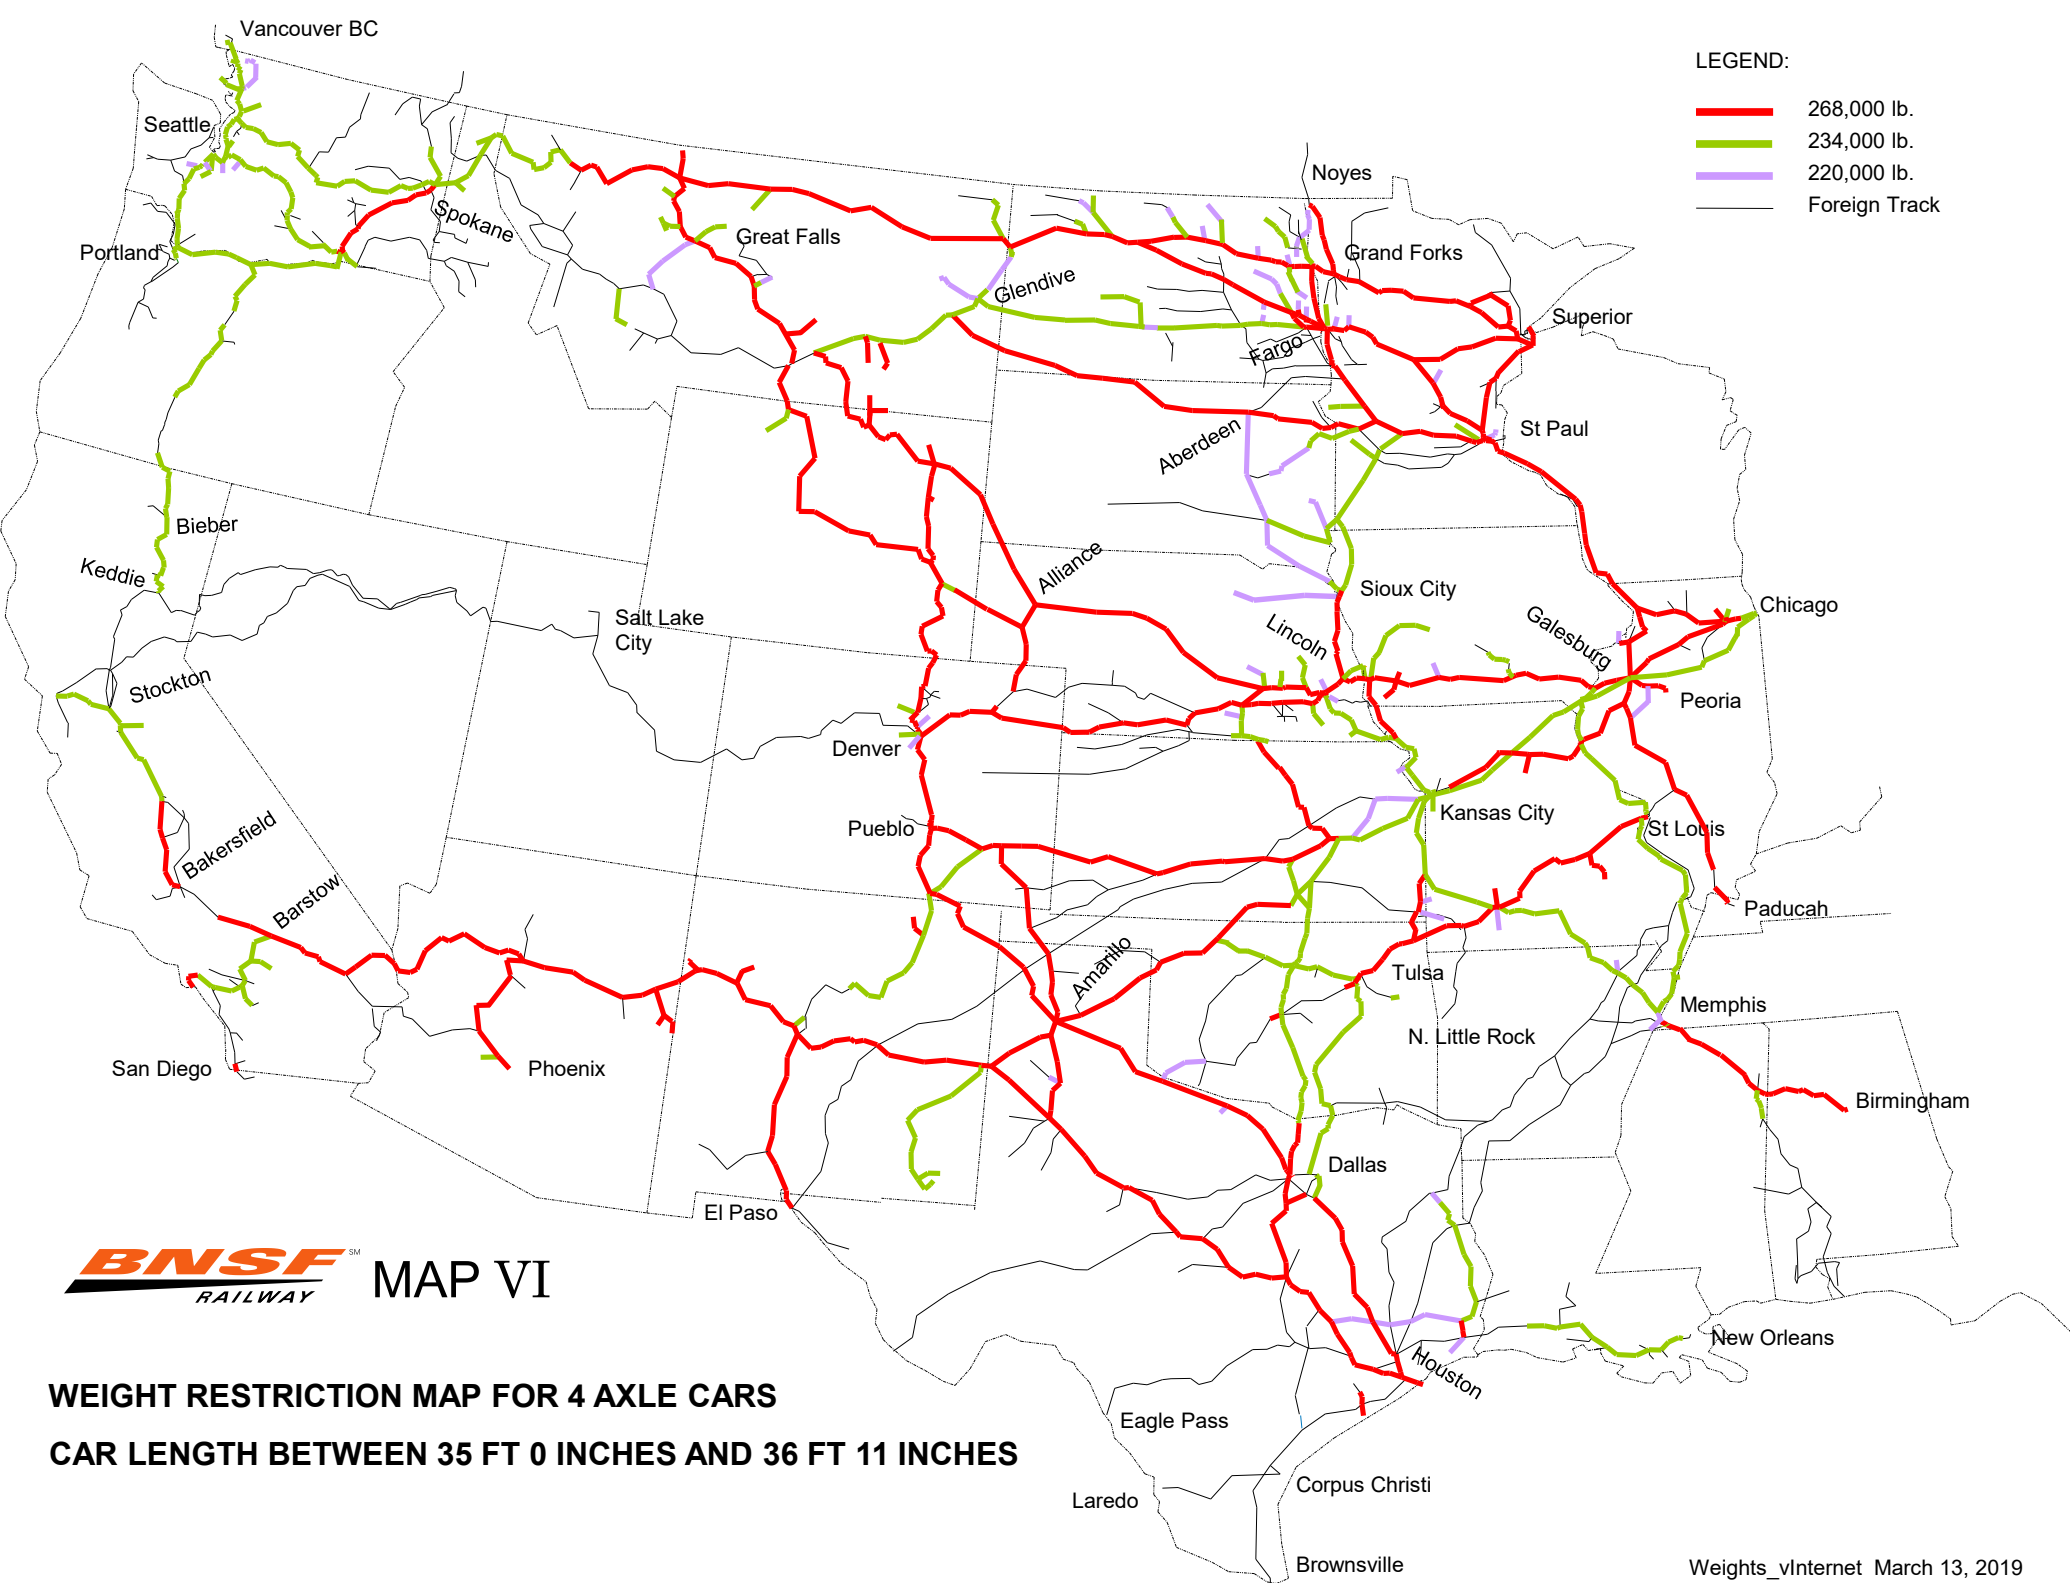 Vancouver BC
LEGEND:
268,000 lb.
234,000 lb.
220,000 lb.
Foreign Track
Seattle
Noyes
Spokane
Portland
Great Falls
Grand Forks
Glendive
Superior
Fargo
Aberdeen
St Paul
Bieber
Keddie
Alliance
Sioux City
Salt Lake
City
Chicago
Lincoln
Galesburg
Stockton
Peoria
Denver
Kansas City
Pueblo
St Louis
Bakersfield
Barstow
Paducah
Amarillo
Tulsa
Memphis
N. Little Rock
San Diego
Phoenix
Birmingham
Dallas
El Paso
BNSF SM
RAILWAY
MAP VI
New Orleans
Houston
WEIGHT RESTRICTION MAP FOR 4 AXLE CARS
Eagle Pass
CAR LENGTH BETWEEN 35 FT 0 INCHES AND 36 FT 11 INCHES
Corpus Christi
Laredo
Brownsville
Weights_vInternet March 13, 2019